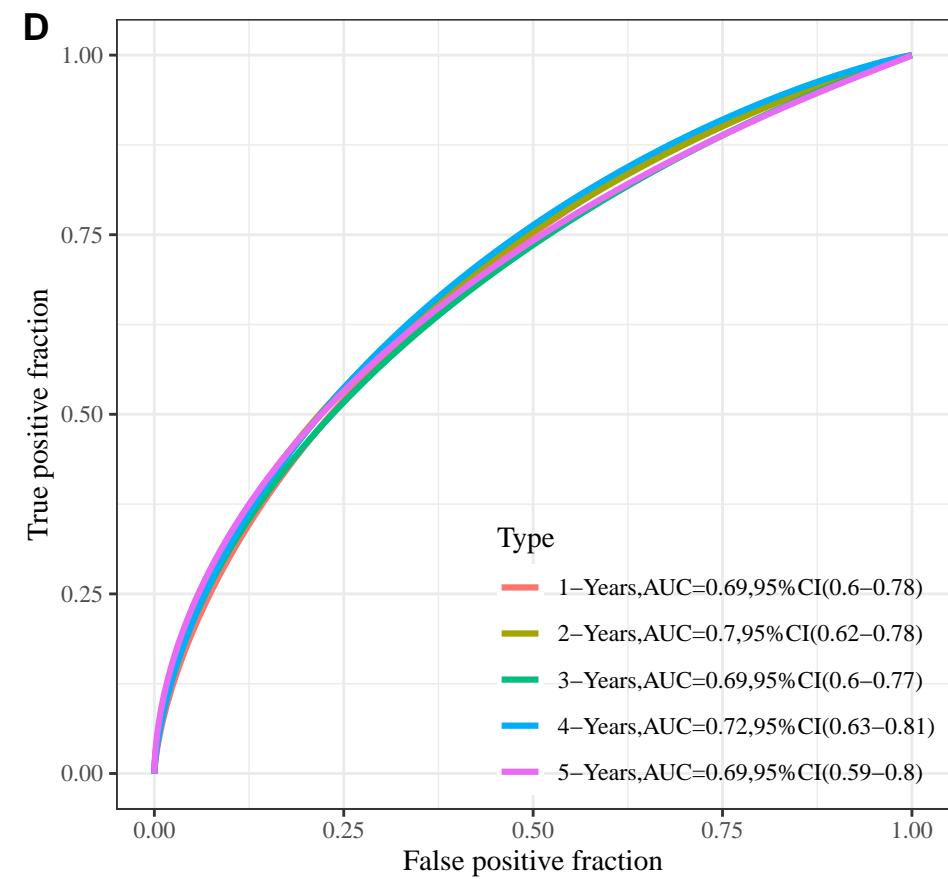 D
1.00
0.75
0.50
0.25
0.00
True positive fraction
Type
1−Years,AUC=0.69,95%CI(0.6−0.78)
2−Years,AUC=0.7,95%CI(0.62−0.78)
3−Years,AUC=0.69,95%CI(0.6−0.77)
4−Years,AUC=0.72,95%CI(0.63−0.81)
5−Years,AUC=0.69,95%CI(0.59−0.8)
0.00 0.25 0.50 0.75 1.00
False positive fraction